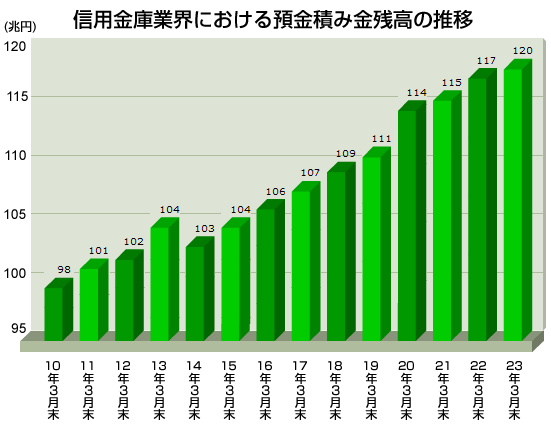 信用金庫業界における預金積み金残高の推移
(兆円)
120
115
110
105
100
95
98
101
102
104
103
104
106
107
109
111
114
115
117
120
10年3月末
11年3月末
12年3月末
13年3月末
14年3月末
15年3月末
16年3月末
17年3月末
18年3月末
19年3月末
20年3月末
21年3月末
22年3月末
23年3月末